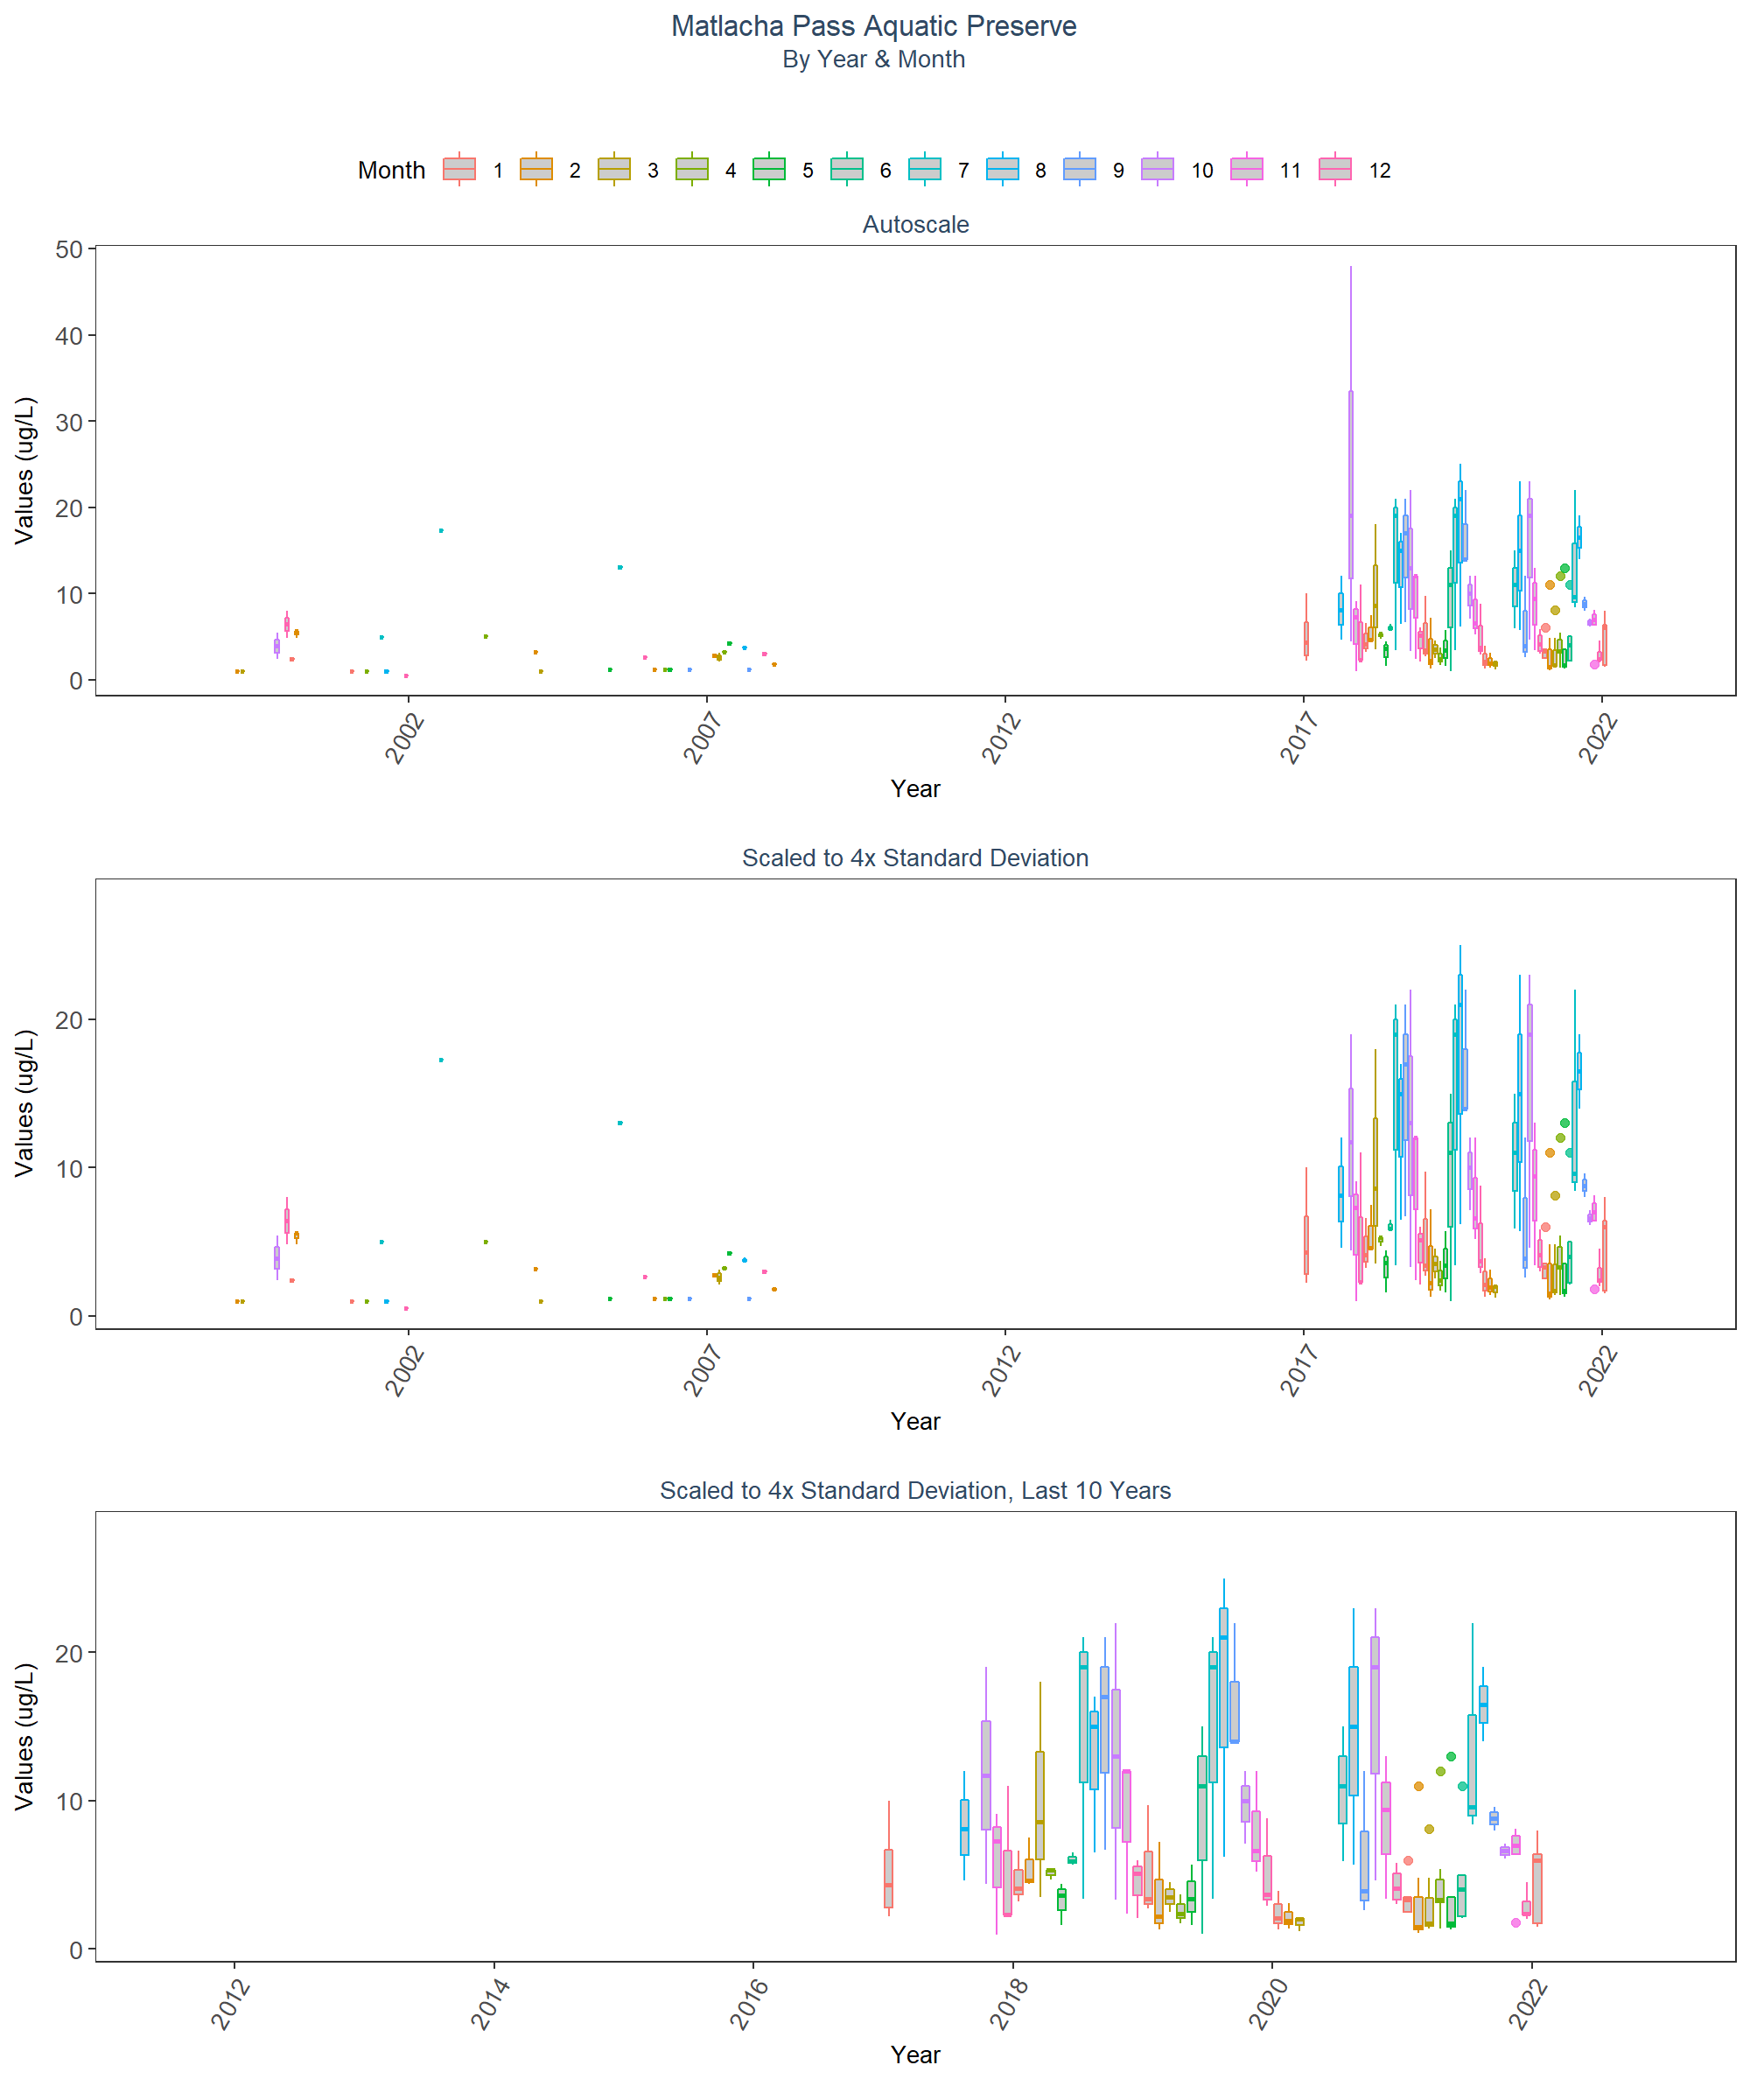 Matlacha Pass Aquatic Preserve
By Year & Month
Month 1 2 3 4 5 6 7 8 9 10 11 12
Autoscale
Values (ug/L)
50
40
30
20
10
0
2002 2007 2012 2017 2022
Year
Scaled to 4x Standard Deviation
Values (ug/L)
20
10
0
2002 2007 2012 2017 2022
Year
Scaled to 4x Standard Deviation, Last 10 Years
Values (ug/L)
20
10
0
2012 2014 2016 2018 2020 2022
Year